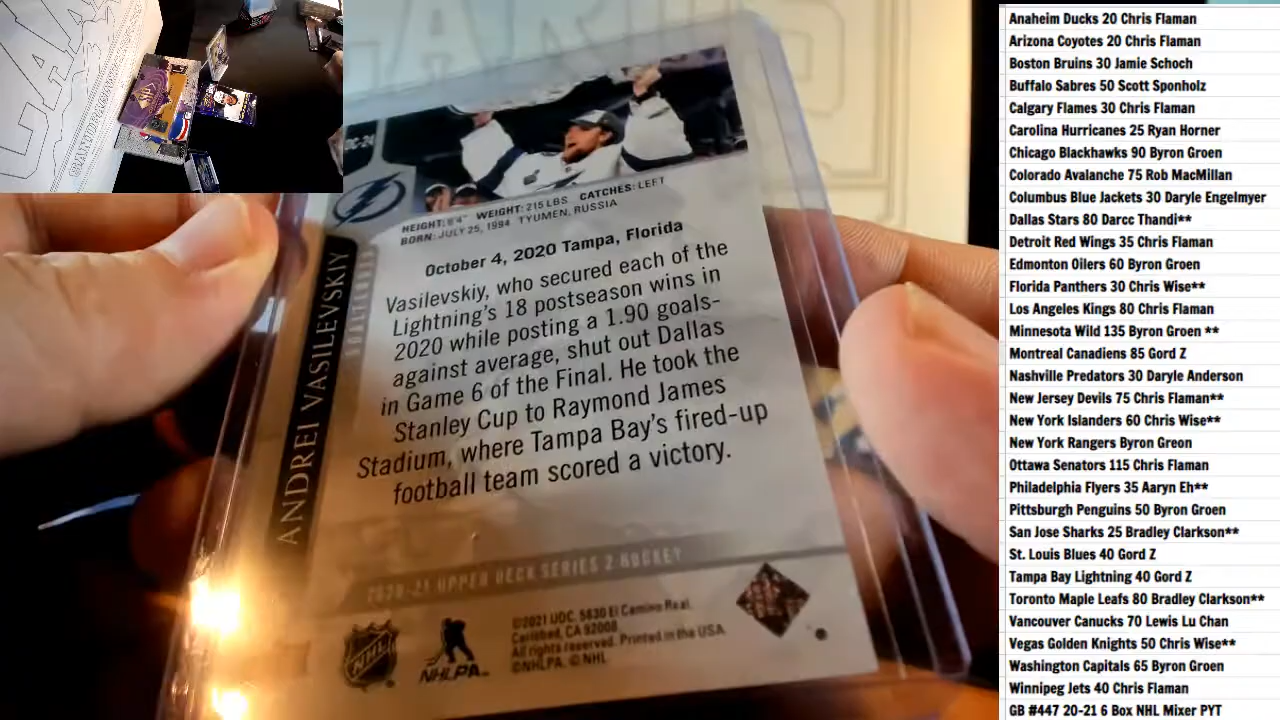 DC-24
HEIGHT: 6'4" WEIGHT: 215 LBS CATCHES: LEFT
BORN: JULY 25, 1994 TYUMEN, RUSSIA
ANDREI VASILEVSKIY
GOALTENDER
October 4, 2020 Tampa, Florida
Vasilevskiy, who secured each of the
Lightning's 18 postseason wins in
2020 while posting a 1.90 goals-
against average, shut out Dallas
in Game 6 of the Final. He took the
Stanley Cup to Raymond James
Stadium, where Tampa Bay's fired-up
football team scored a victory.
2020-21 UPPER DECK SERIES 2 HOCKEY
NHL
NHLPA
©2021 UDC, 5830 El Camino Real,
Carlsbad, CA 92008.
All rights reserved. Printed in the USA
©NHLPA. © NHL
Anaheim Ducks 20 Chris Flaman
Arizona Coyotes 20 Chris Flaman
Boston Bruins 30 Jamie Schoch
Buffalo Sabres 50 Scott Sponholz
Calgary Flames 30 Chris Flaman
Carolina Hurricanes 25 Ryan Horner
Chicago Blackhawks 90 Byron Groen
Colorado Avalanche 75 Rob MacMillan
Columbus Blue Jackets 30 Daryle Engelmyer
Dallas Stars 80 Darcc Thandi**
Detroit Red Wings 35 Chris Flaman
Edmonton Oilers 60 Byron Groen
Florida Panthers 30 Chris Wise**
Los Angeles Kings 80 Chris Flaman
Minnesota Wild 135 Byron Groen **
Montreal Canadiens 85 Gord Z
Nashville Predators 30 Daryle Anderson
New Jersey Devils 75 Chris Flaman**
New York Islanders 60 Chris Wise**
New York Rangers Byron Greon
Ottawa Senators 115 Chris Flaman
Philadelphia Flyers 35 Aaryn Eh**
Pittsburgh Penguins 50 Byron Groen
San Jose Sharks 25 Bradley Clarkson**
St. Louis Blues 40 Gord Z
Tampa Bay Lightning 40 Gord Z
Toronto Maple Leafs 80 Bradley Clarkson**
Vancouver Canucks 70 Lewis Lu Chan
Vegas Golden Knights 50 Chris Wise**
Washington Capitals 65 Byron Groen
Winnipeg Jets 40 Chris Flaman
GB #447 20-21 6 Box NHL Mixer PYT